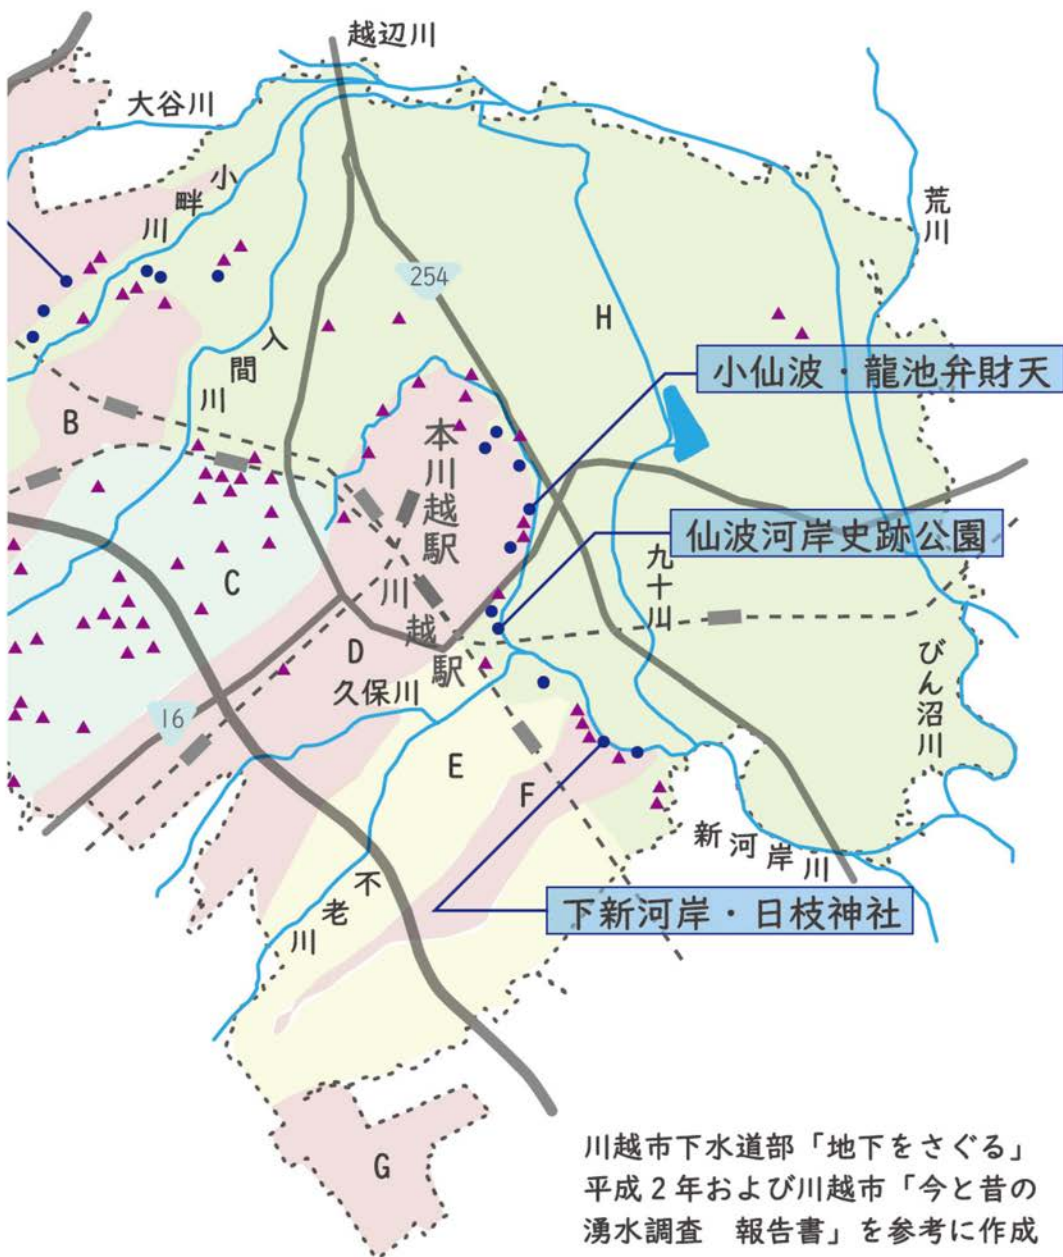 越辺川
大谷川
小畔川
荒川
254
H
入間川
小仙波・龍池弁財天
B
本川越駅
仙波河岸史跡公園
九十川
C
川越駅
D
久保川
びん沼川
16
E
F
新河岸川
不老川
下新河岸・日枝神社
G
川越市下水道部「地下をさぐる」
平成2年および川越市「今と昔の
湧水調査　報告書」を参考に作成